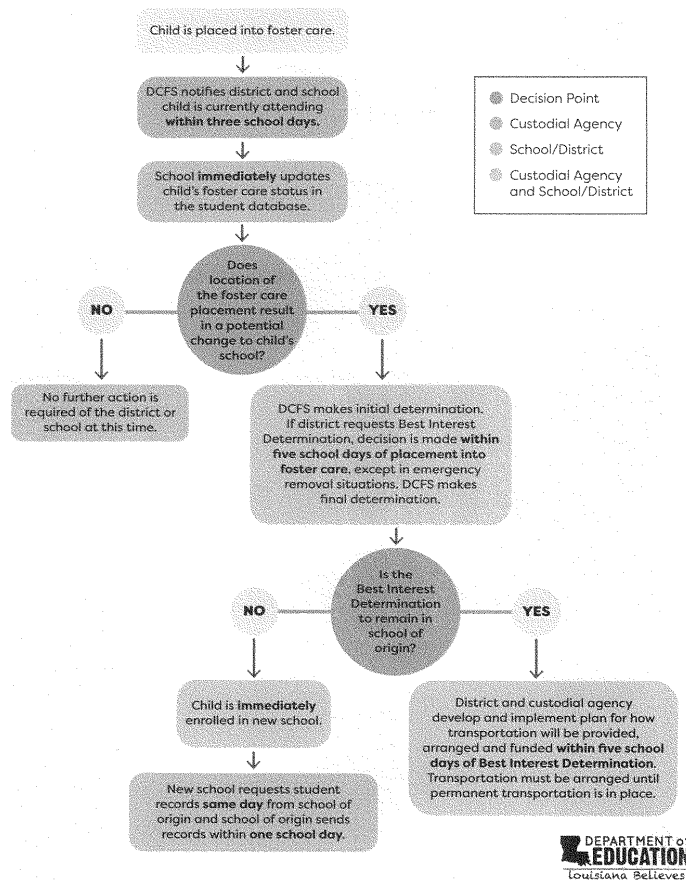 Child is placed into foster care.
DCFS notifies district and school
child is currently attending
within three school days.
Decision Point
Custodial Agency
School/District
Custodial Agency
and School/District
School immediately updates
child's foster care status in
the student database.
Does
location of
the foster care
placement result
in a potential
change to child's
school?
NO
YES
No further action is
required of the district or
school at this time.
DCFS makes initial determination.
If district requests Best Interest
Determination, decision is made within
five school days of placement into
foster care, except in emergency
removal situations. DCFS makes
final determination.
Is the
Best Interest
Determination
to remain in
school of
origin?
NO
YES
Child is immediately
enrolled in new school.
District and custodial agency
develop and implement plan for how
transportation will be provided,
arranged and funded within five school
days of Best Interest Determination.
Transportation must be arranged until
permanent transportation is in place.
New school requests student
records same day from school of
origin and school of origin sends
records within one school day.
DEPARTMENT of
EDUCATION
Louisiana Believes